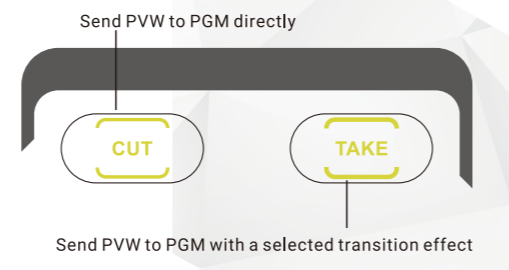 Send PVW to PGM directly
CUT
TAKE
Send PVW to PGM with a selected transition effect